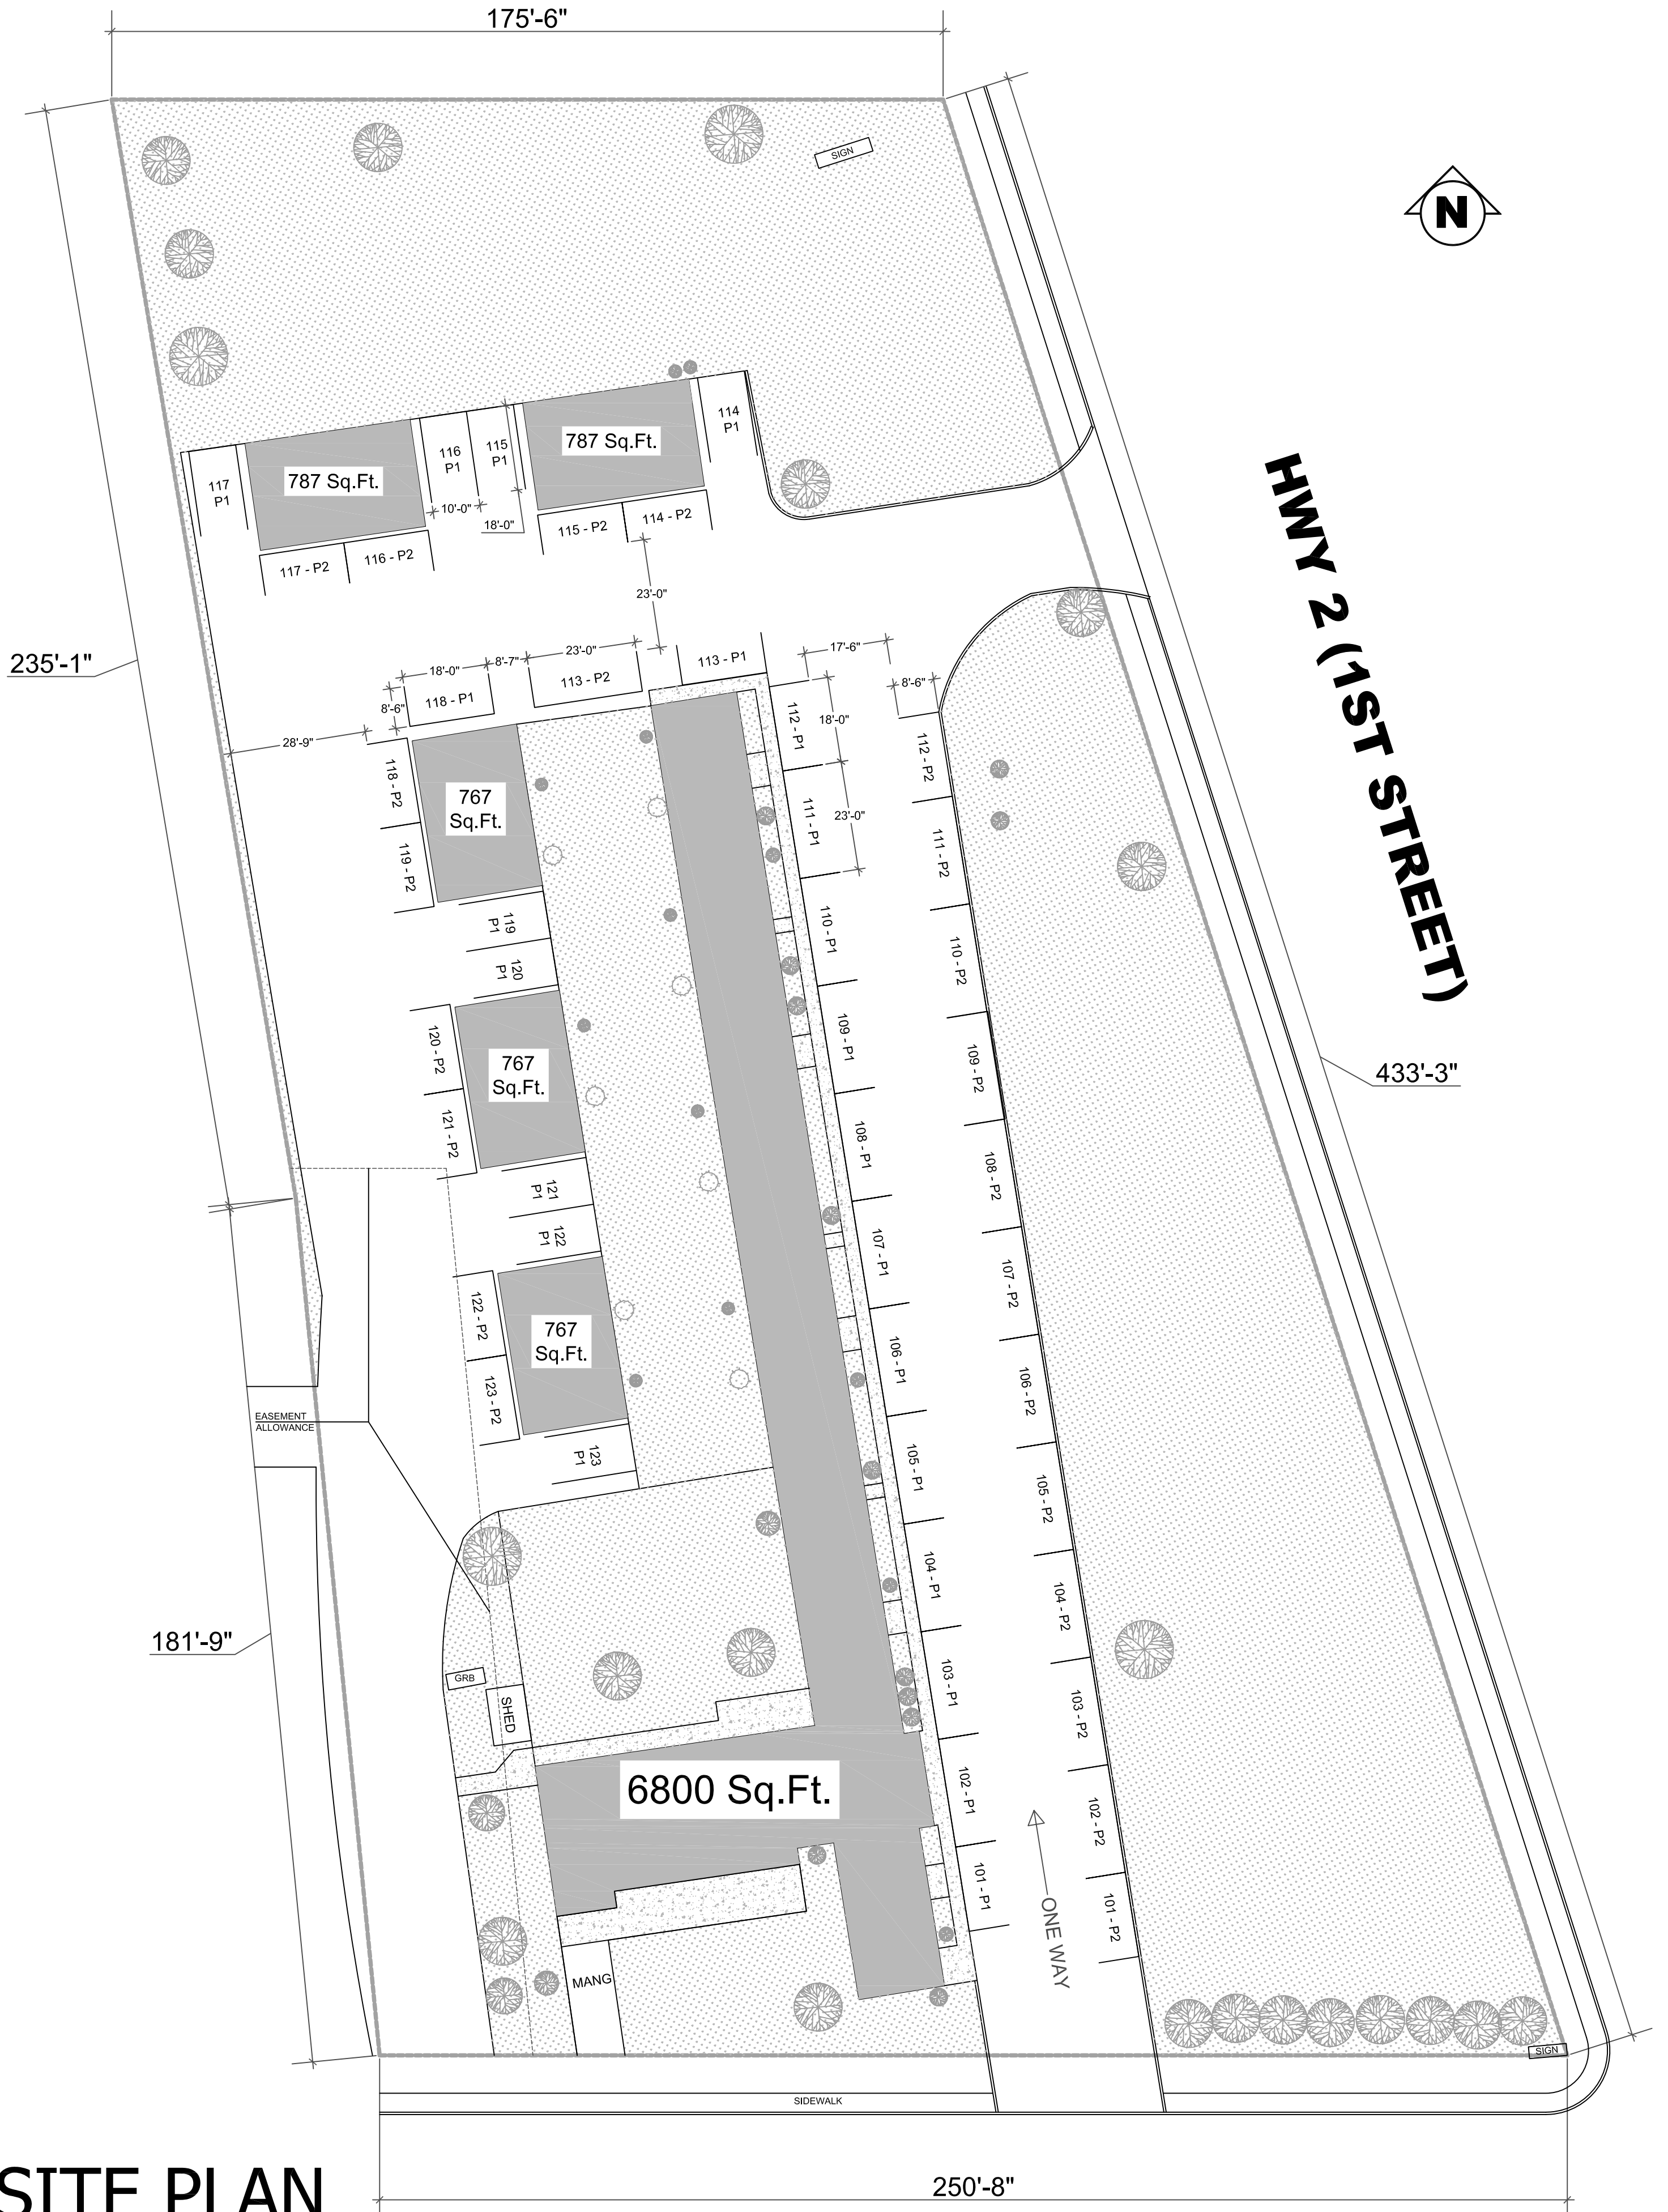 175'-6"
SIGN
N
HWY 2 (1ST STREET)
787 Sq.Ft.
787 Sq.Ft.
114
P1
115
P1
116
P1
117
P1
10'-0"
18'-0"
115 - P2
114 - P2
117 - P2
116 - P2
23'-0"
235'-1"
18'-0"
8'-7"
23'-0"
113 - P1
17'-6"
8'-6"
118 - P1
113 - P2
8'-6"
28'-9"
112 - P1
18'-0"
112 - P2
118 - P2
767
Sq.Ft.
111 - P1
23'-0"
111 - P2
119 - P2
119
P1
110 - P1
110 - P2
120
P1
109 - P1
109 - P2
120 - P2
767
Sq.Ft.
433'-3"
121 - P2
108 - P1
108 - P2
121
P1
122
P1
107 - P1
107 - P2
122 - P2
767
Sq.Ft.
106 - P1
106 - P2
123 - P2
EASEMENT
ALLOWANCE
123
P1
105 - P1
105 - P2
104 - P1
104 - P2
181'-9"
GRB
SHED
103 - P1
103 - P2
6800 Sq.Ft.
102 - P1
102 - P2
101 - P1
101 - P2
ONE WAY
MANG
SIGN
SIDEWALK
SITE PLAN
250'-8"